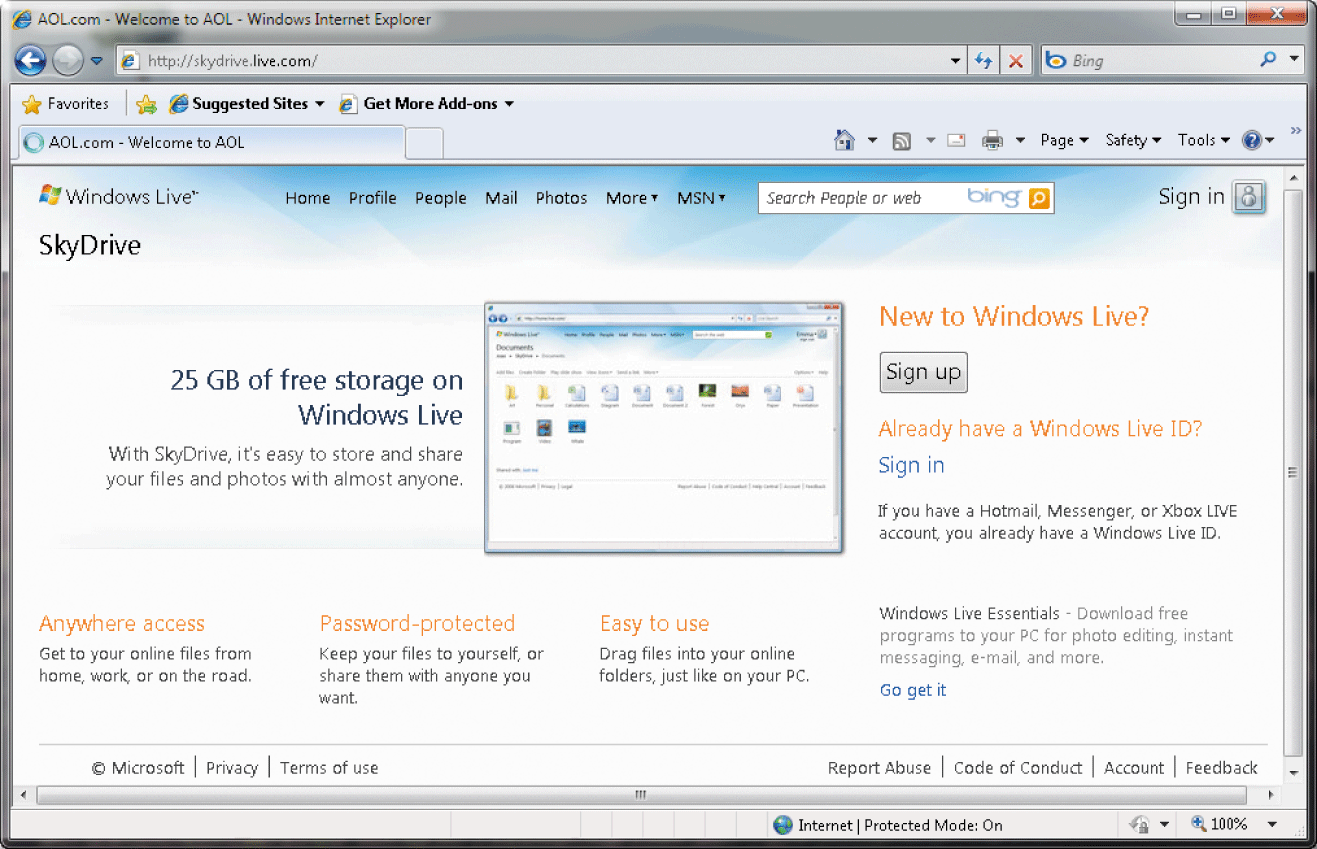 AOL.com - Welcome to AOL - Windows Internet Explorer
http://skydrive.live.com/
Bing
Favorites
Suggested Sites
Get More Add-ons
AOL.com - Welcome to AOL
Page
Safety
Tools
Windows Live™
Home
Profile
People
Mail
Photos
More
MSN
Search People or web
bing
Sign in
SkyDrive
25 GB of free storage on
Windows Live
With SkyDrive, it's easy to store and share
your files and photos with almost anyone.
Documents
New to Windows Live?
Sign up
Already have a Windows Live ID?
Sign in
If you have a Hotmail, Messenger, or Xbox LIVE
account, you already have a Windows Live ID.
Anywhere access
Get to your online files from
home, work, or on the road.
Password-protected
Keep your files to yourself, or
share them with anyone you
want.
Easy to use
Drag files into your online
folders, just like on your PC.
Windows Live Essentials - Download free
programs to your PC for photo editing, instant
messaging, e-mail, and more.
Go get it
© Microsoft
Privacy
Terms of use
Report Abuse
Code of Conduct
Account
Feedback
Internet | Protected Mode: On
100%